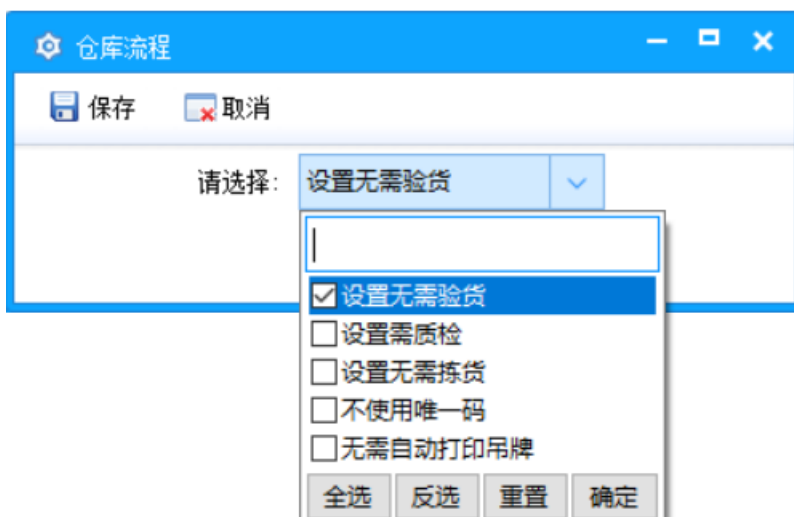 仓库流程
保存 取消
请选择: 设置无需验货
设置无需验货
设置需质检
设置无需拣货
不使用唯一码
无需自动打印吊牌
全选 反选 重置 确定